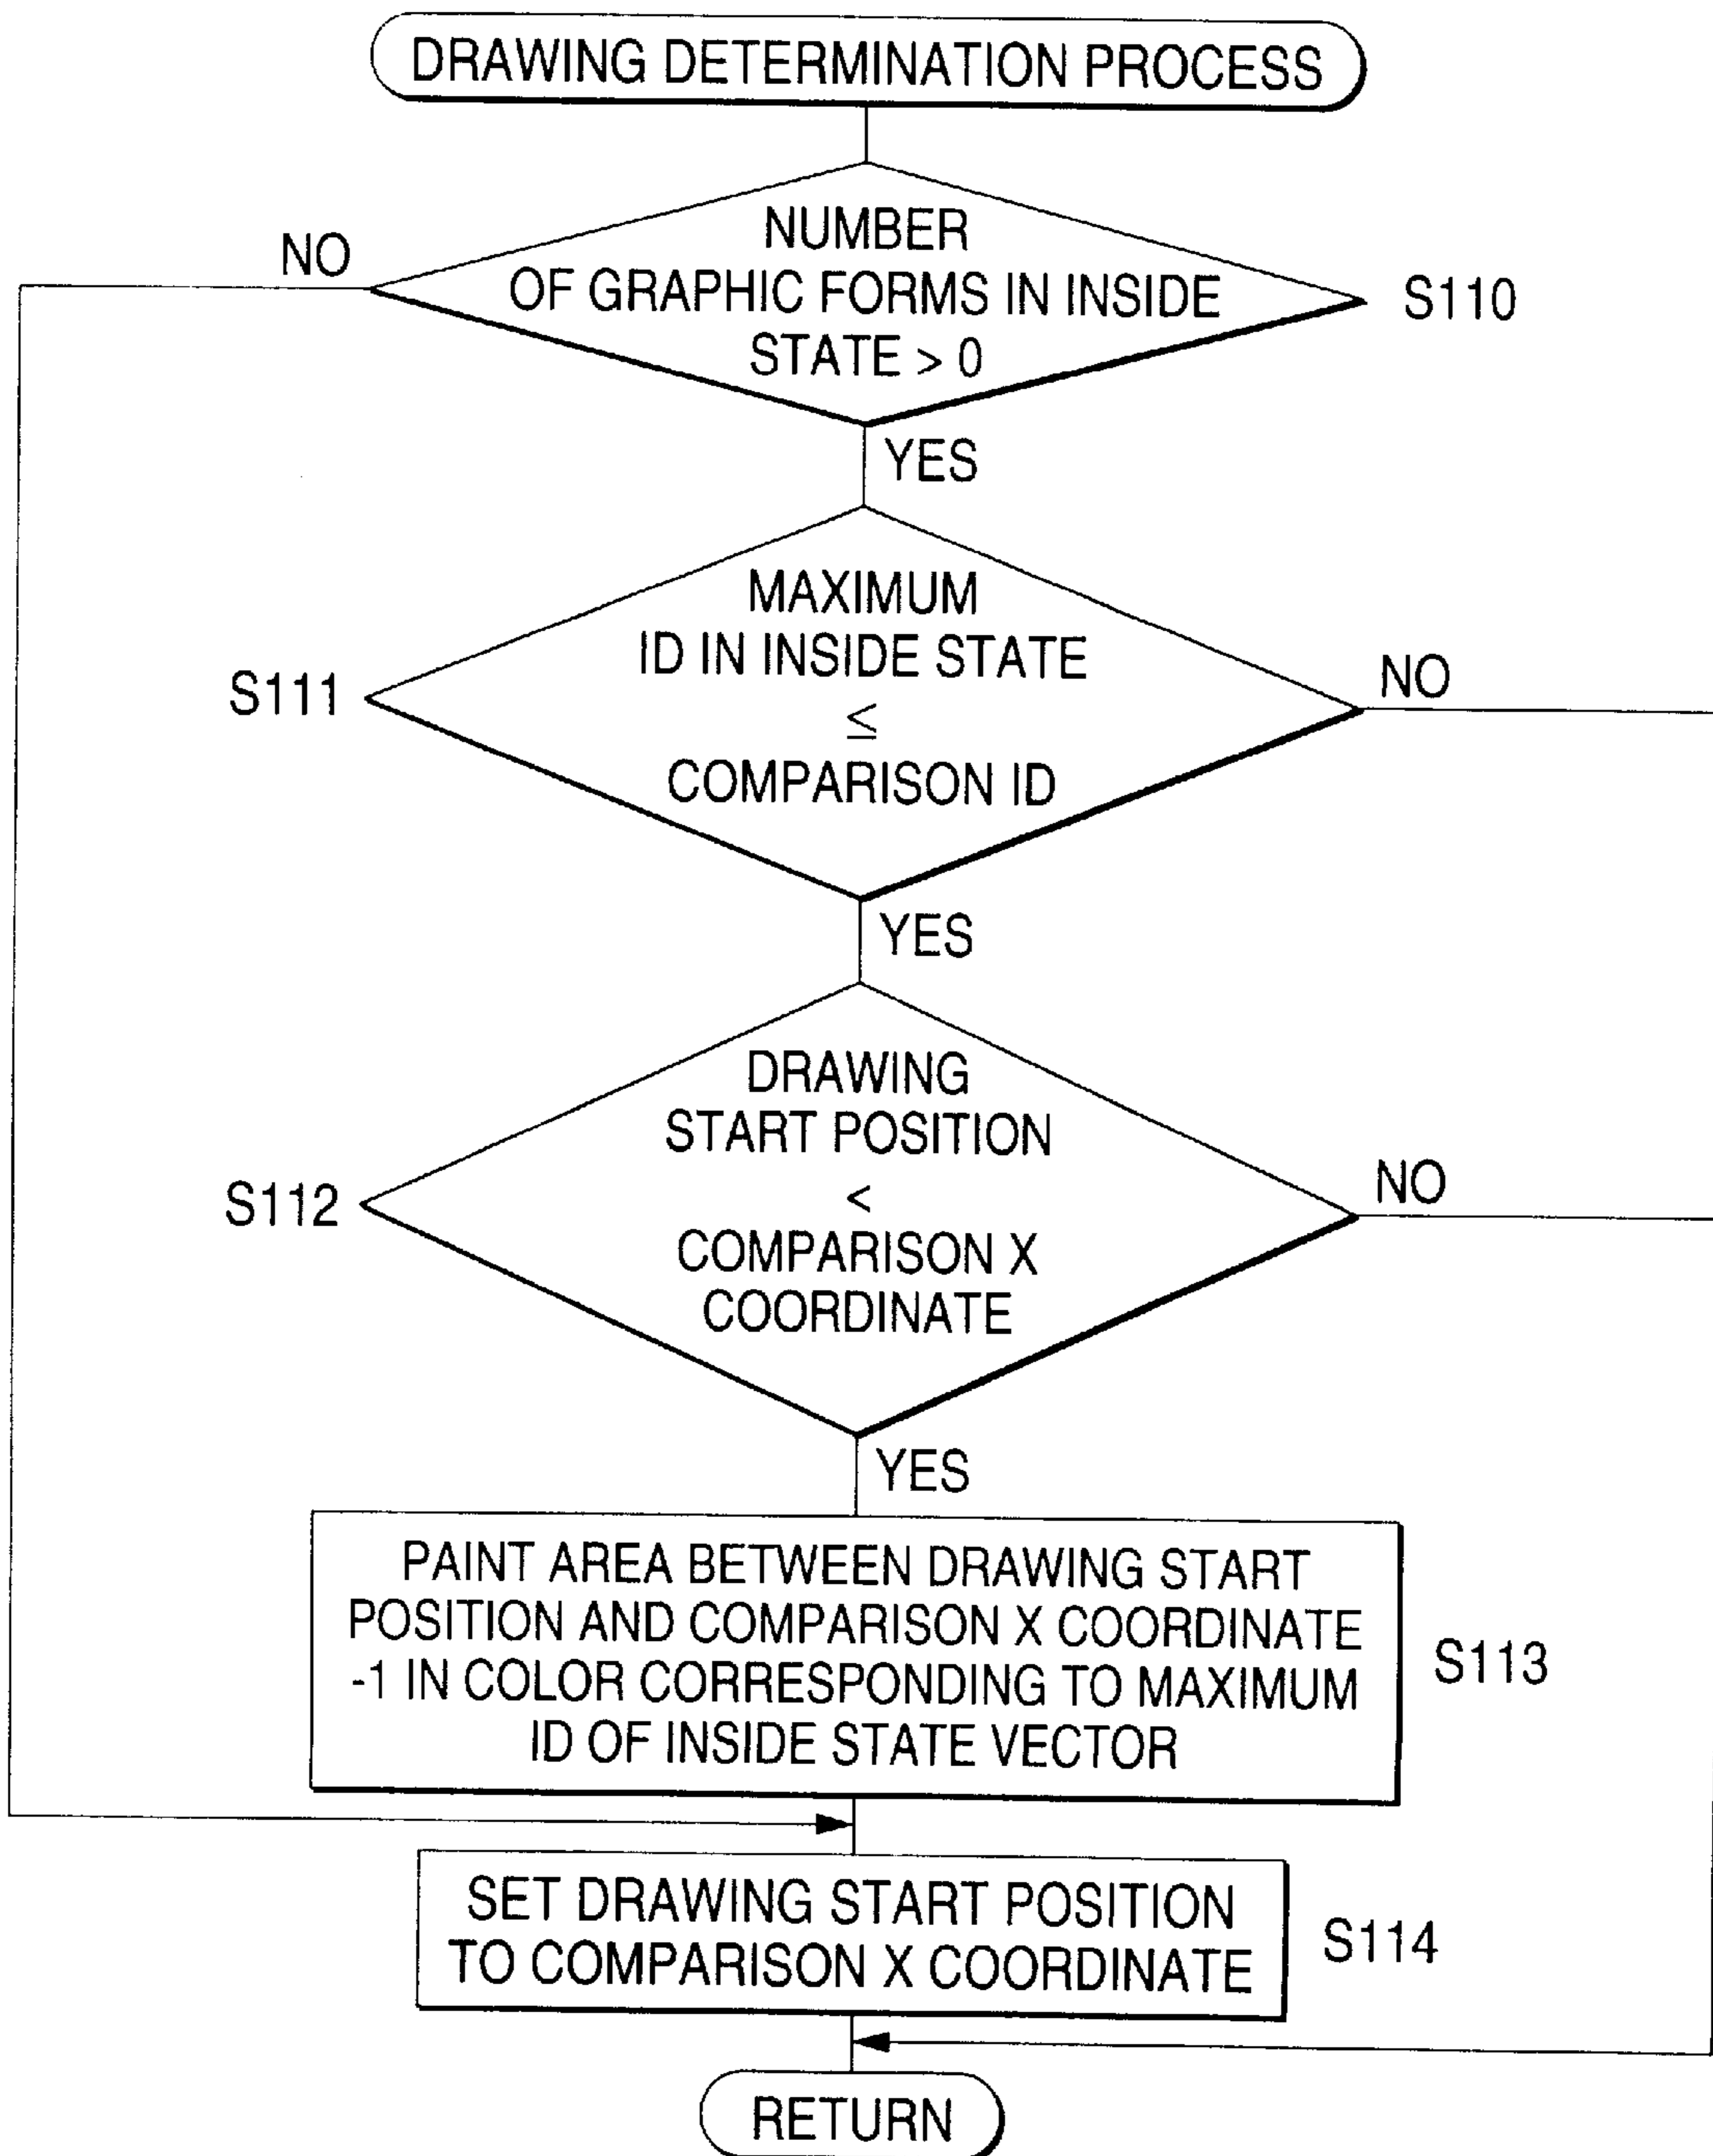 DRAWING DETERMINATION PROCESS
NO
NUMBER
OF GRAPHIC FORMS IN INSIDE
STATE > 0
S110
YES
MAXIMUM
ID IN INSIDE STATE
≤
COMPARISON ID
S111
NO
YES
DRAWING
START POSITION
<
COMPARISON X
COORDINATE
S112
NO
YES
PAINT AREA BETWEEN DRAWING START
POSITION AND COMPARISON X COORDINATE
-1 IN COLOR CORRESPONDING TO MAXIMUM
ID OF INSIDE STATE VECTOR
S113
SET DRAWING START POSITION
TO COMPARISON X COORDINATE
S114
RETURN